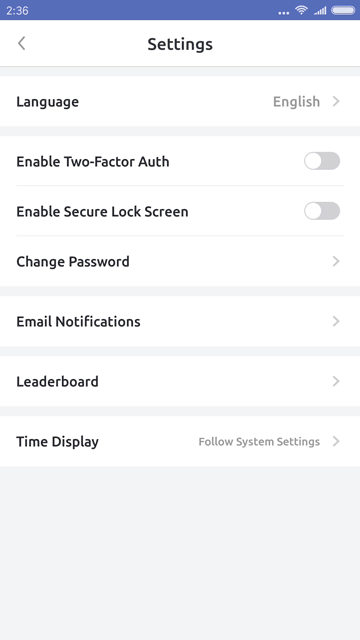 2:36
Settings
Language English
Enable Two-Factor Auth
Enable Secure Lock Screen
Change Password
Email Notifications
Leaderboard
Time Display Follow System Settings